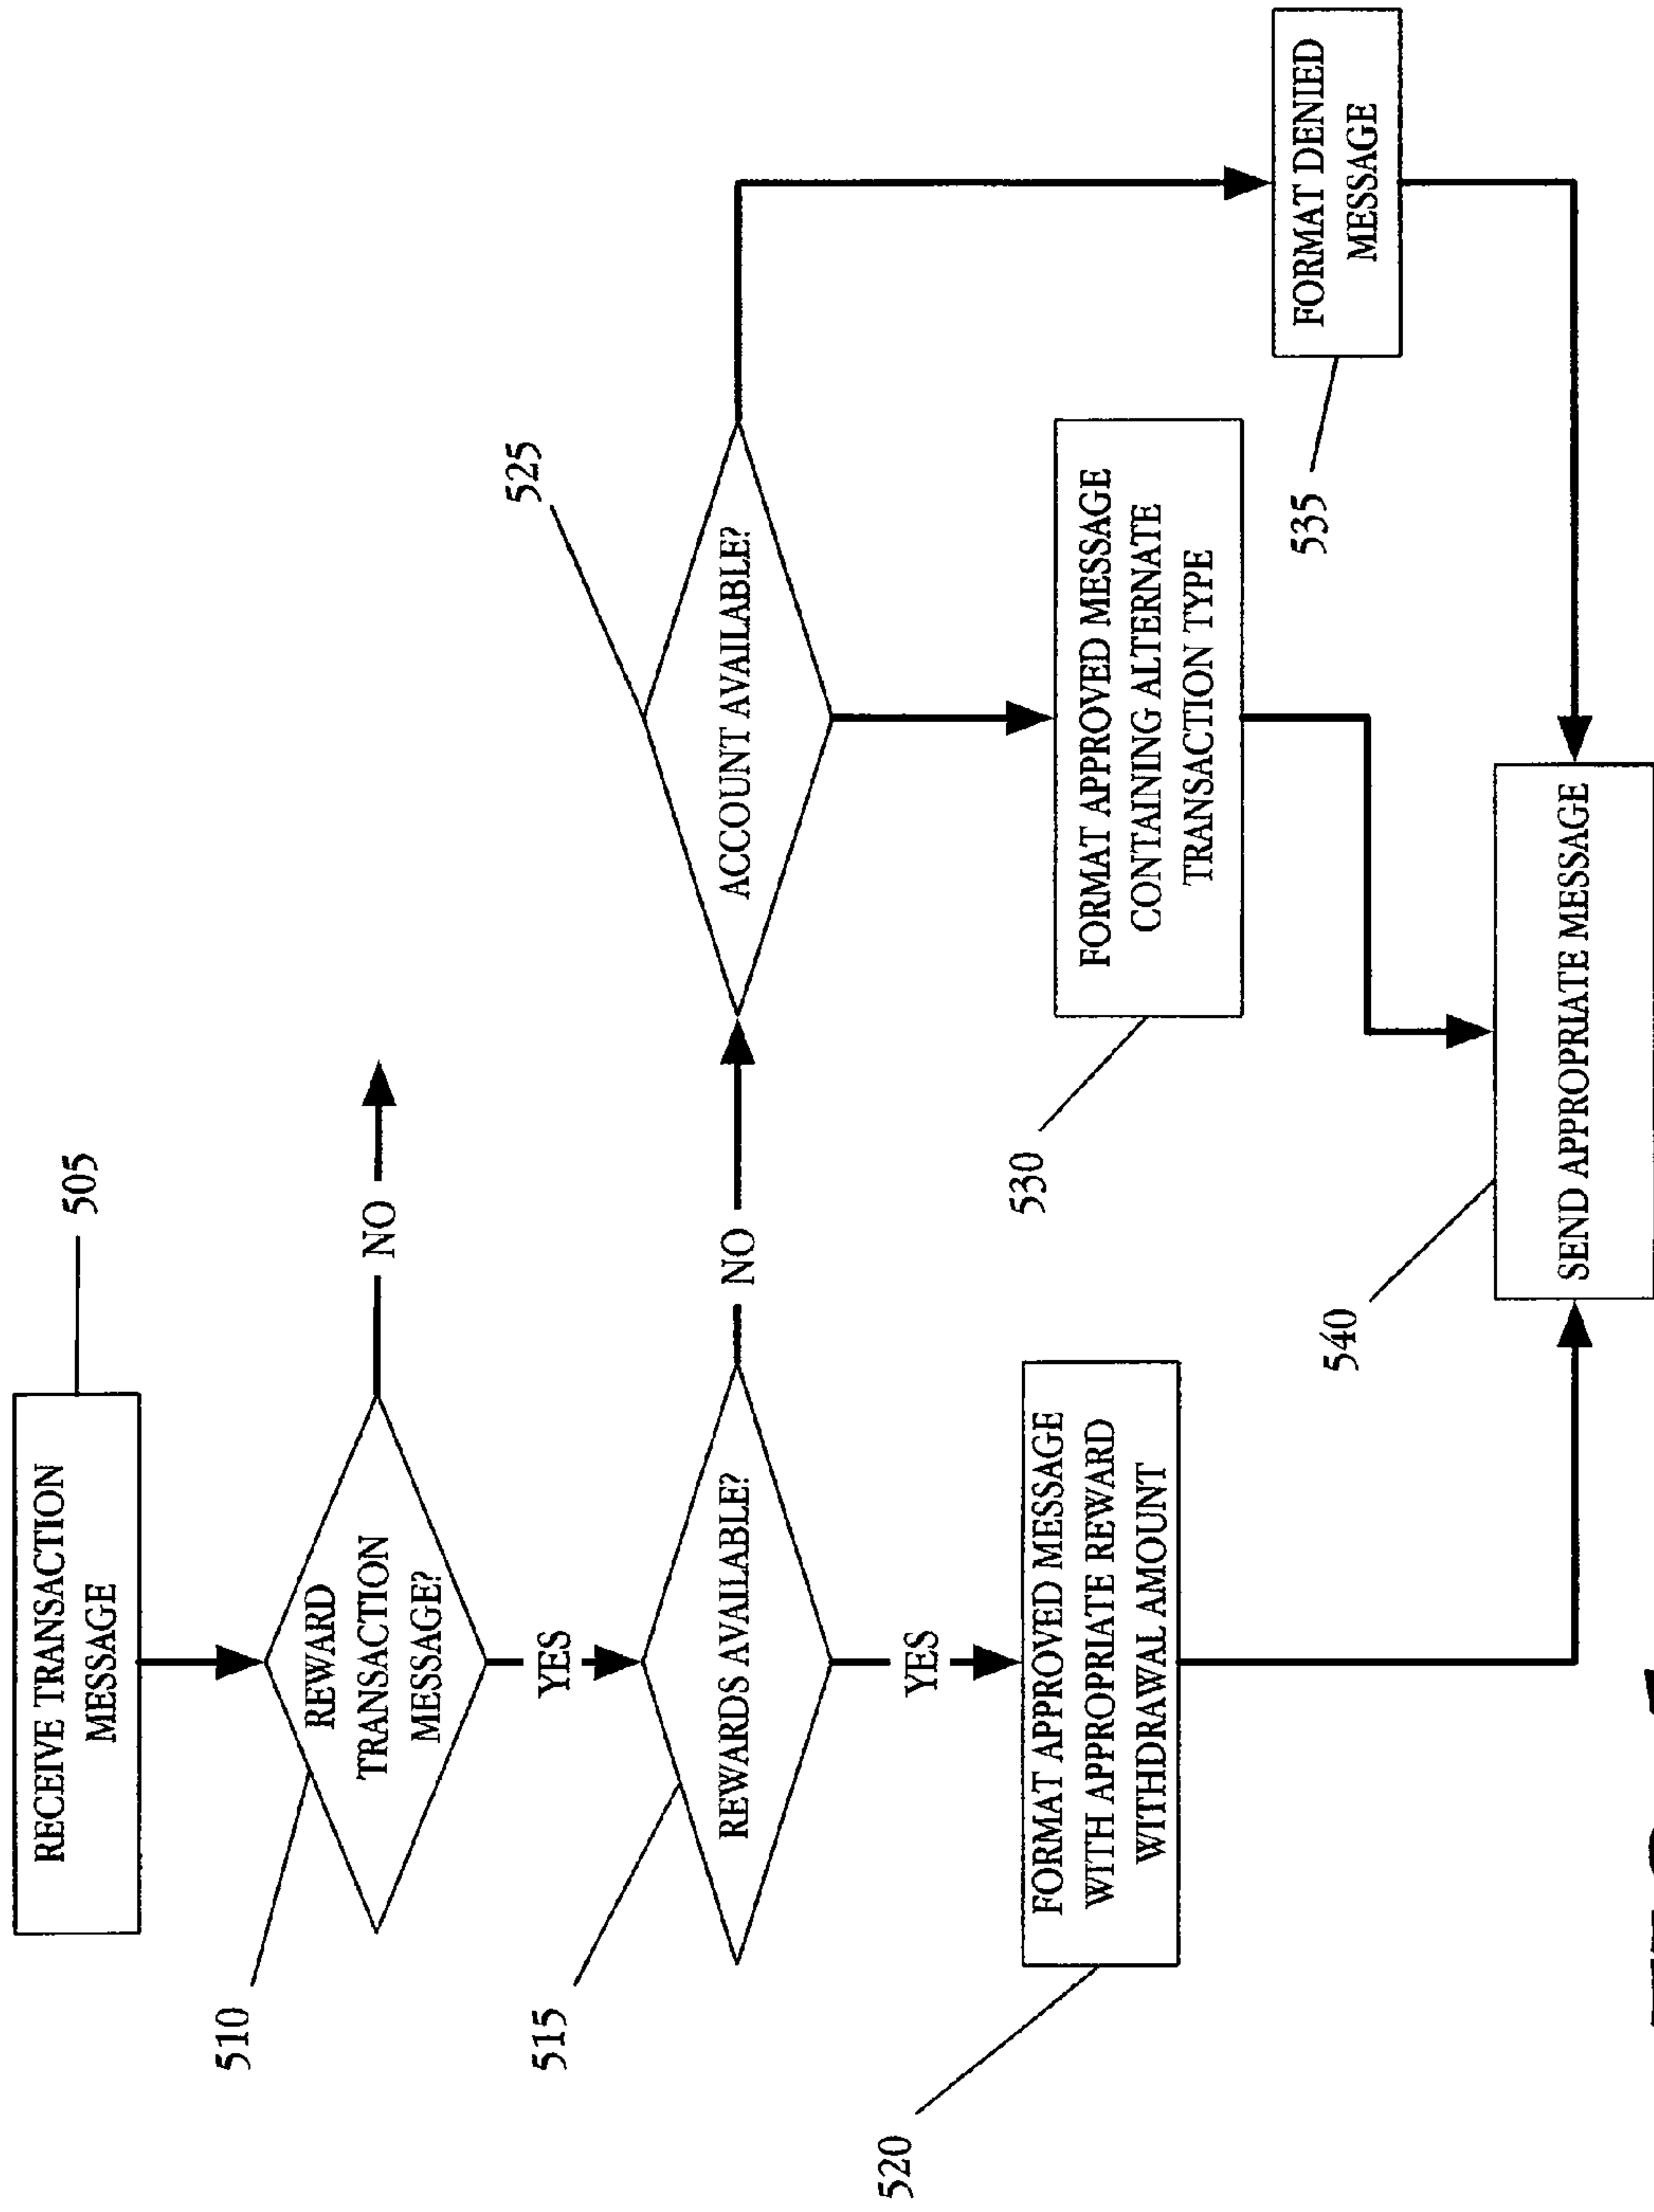 RECEIVE TRANSACTION
MESSAGE
505
510
REWARD
TRANSACTION
MESSAGE?
NO
YES
515
REWARDS AVAILABLE?
NO
525
ACCOUNT AVAILABLE?
YES
520
FORMAT APPROVED MESSAGE
WITH APPROPRIATE REWARD
WITHDRAWAL AMOUNT
530
FORMAT APPROVED MESSAGE
CONTAINING ALTERNATE
TRANSACTION TYPE
535
FORMAT DENIED
MESSAGE
540
SEND APPROPRIATE MESSAGE